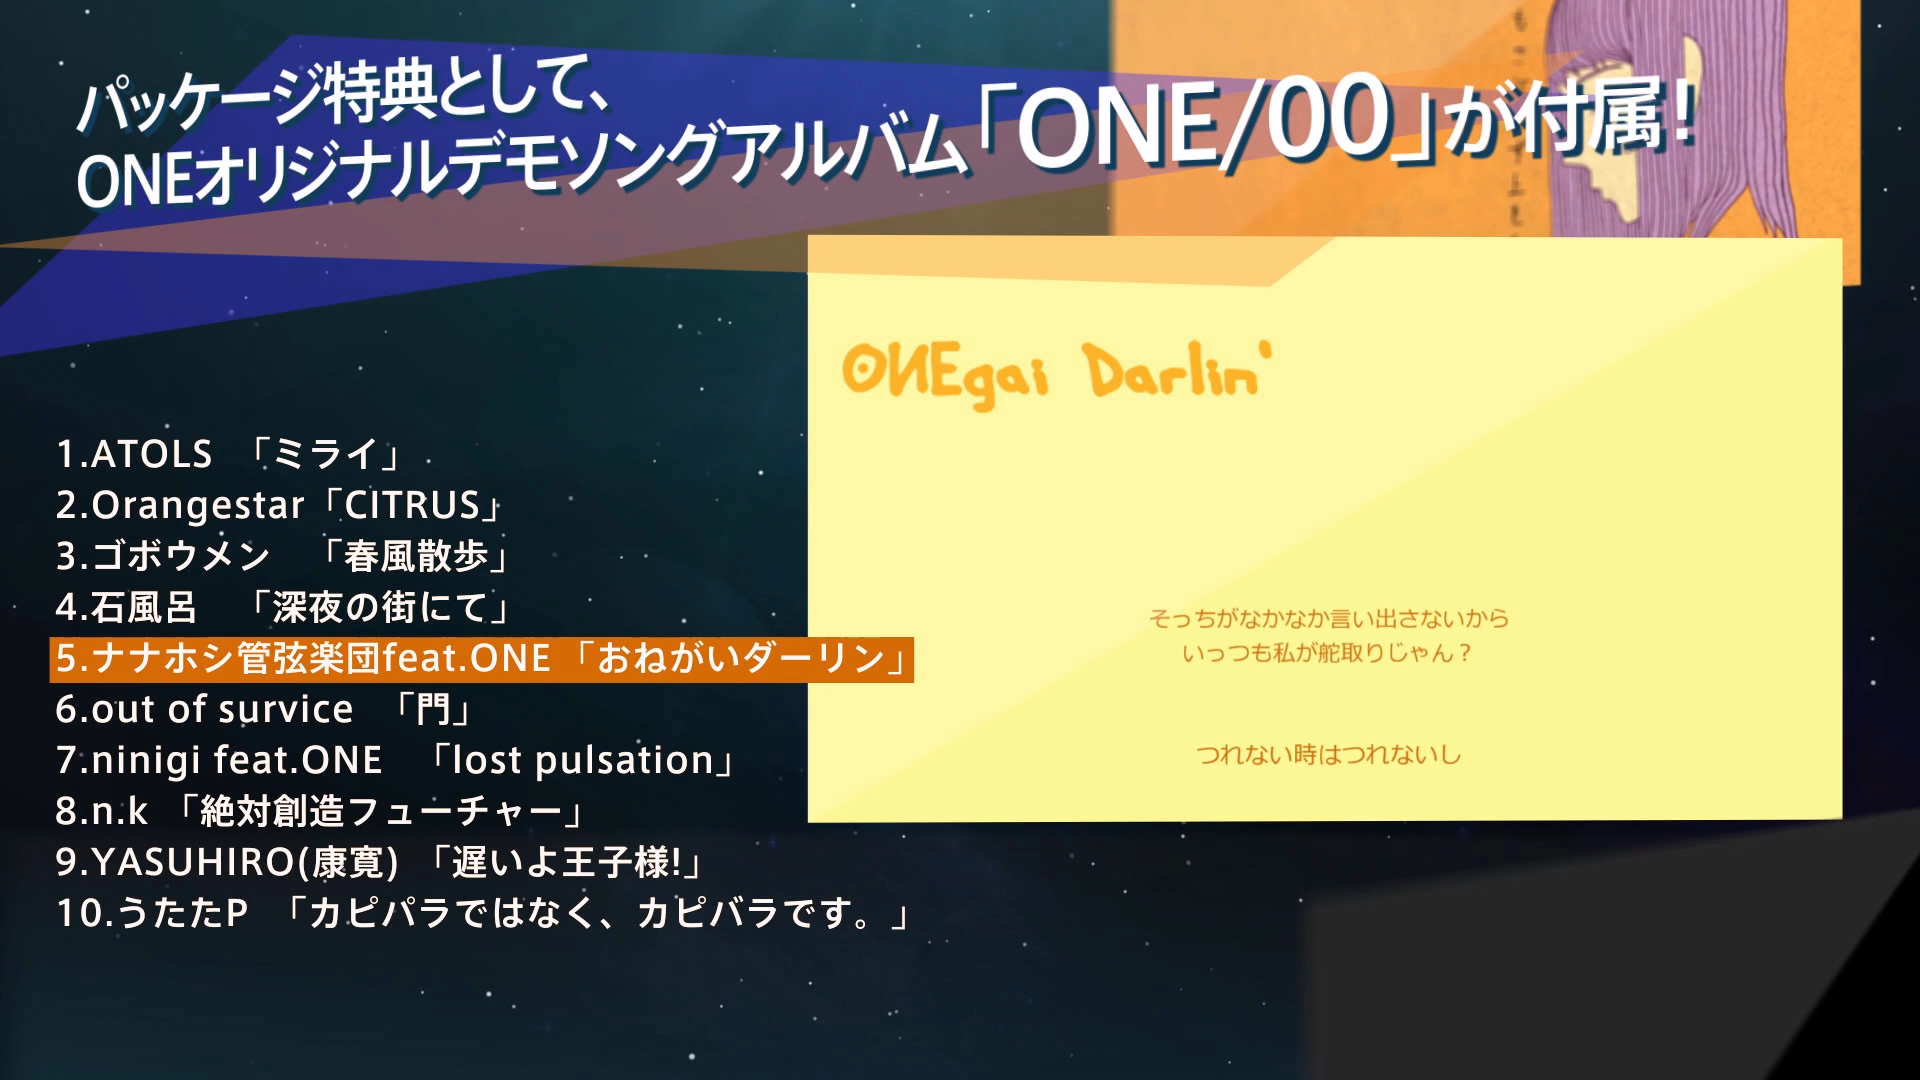 パッケージ特典として、
ONEオリジナルデモソングアルバム「ONE/00」が付属!
ONEgai Darlin'
1.ATOLS 「ミライ」
2.Orangestar「CITRUS」
3.ゴボウメン 「春風散歩」
4.石風呂 「深夜の街にて」
5.ナナホシ管弦楽団feat.ONE 「おねがいダーリン」
6.out of survice 「門」
7.ninigi feat.ONE 「lost pulsation」
8.n.k 「絶対創造フューチャー」
9.YASUHIRO(康寛) 「遅いよ王子様!」
10.うたたP 「カピパラではなく、カピバラです。」
そっちがなかなか言い出さないから
いっつも私が舵取りじゃん？
つれない時はつれないし